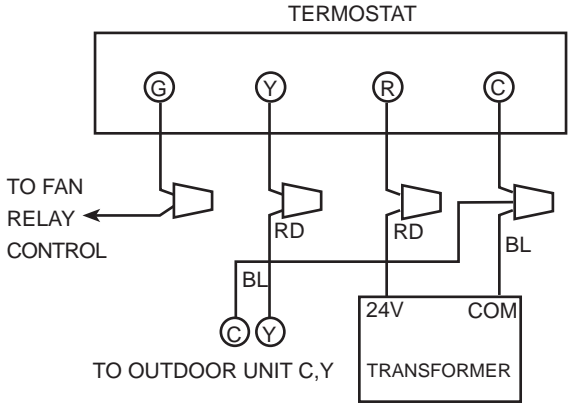 TERMOSTAT
G Y R C
TO FAN
RELAY
CONTROL
RD
RD
BL
BL
24V COM
C Y
TRANSFORMER
TO OUTDOOR UNIT C,Y